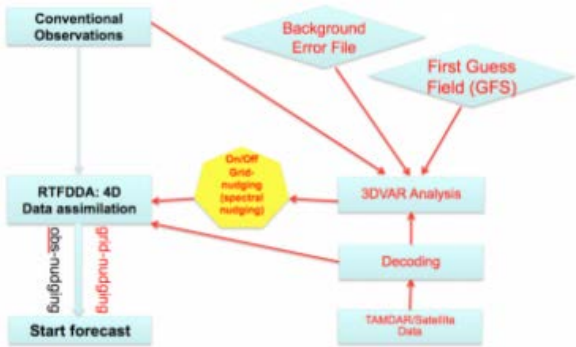 Conventional
Observations
Background
Error File
First Guess
Field (GFS)
On/Off
Grid-
nudging
(spectral
nudging)
RTFDDA: 4D
Data assimilation
3DVAR Analysis
obs-nudging
grid-nudging
Decoding
Start forecast
TAMDAR/Satellite
Data